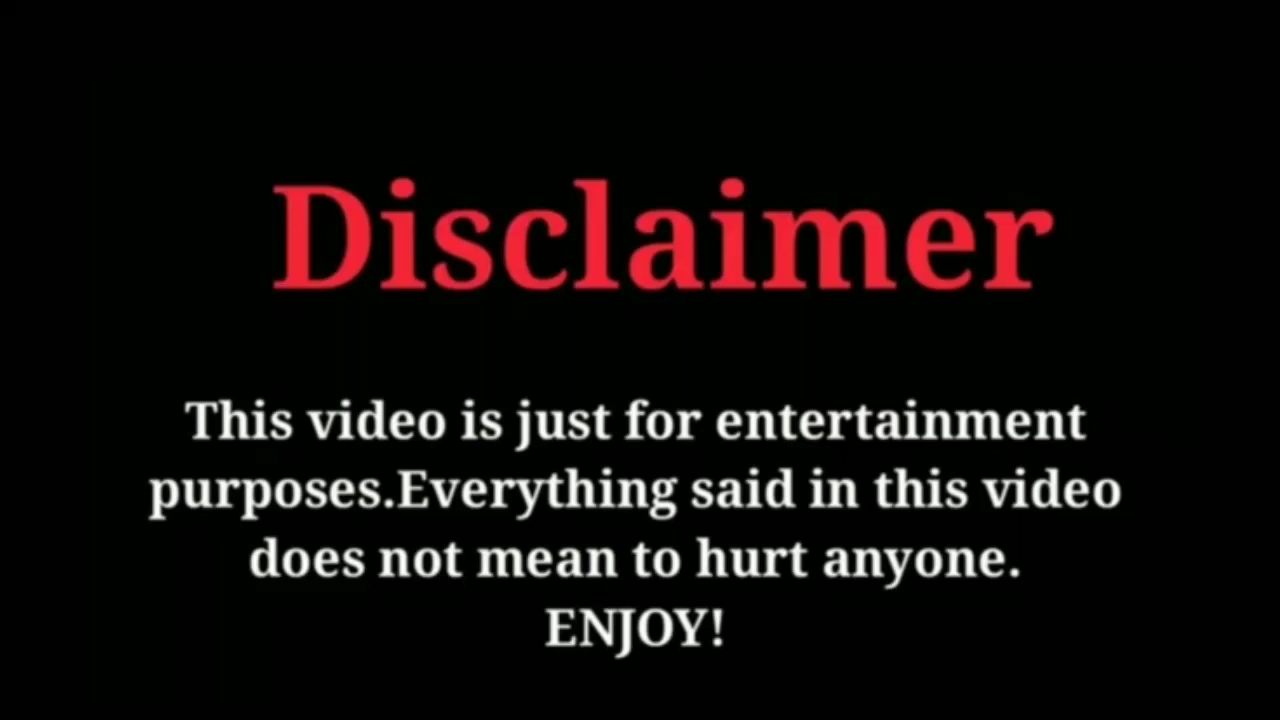 Disclaimer
This video is just for entertainment
purposes.Everything said in this video
does not mean to hurt anyone.
ENJOY!